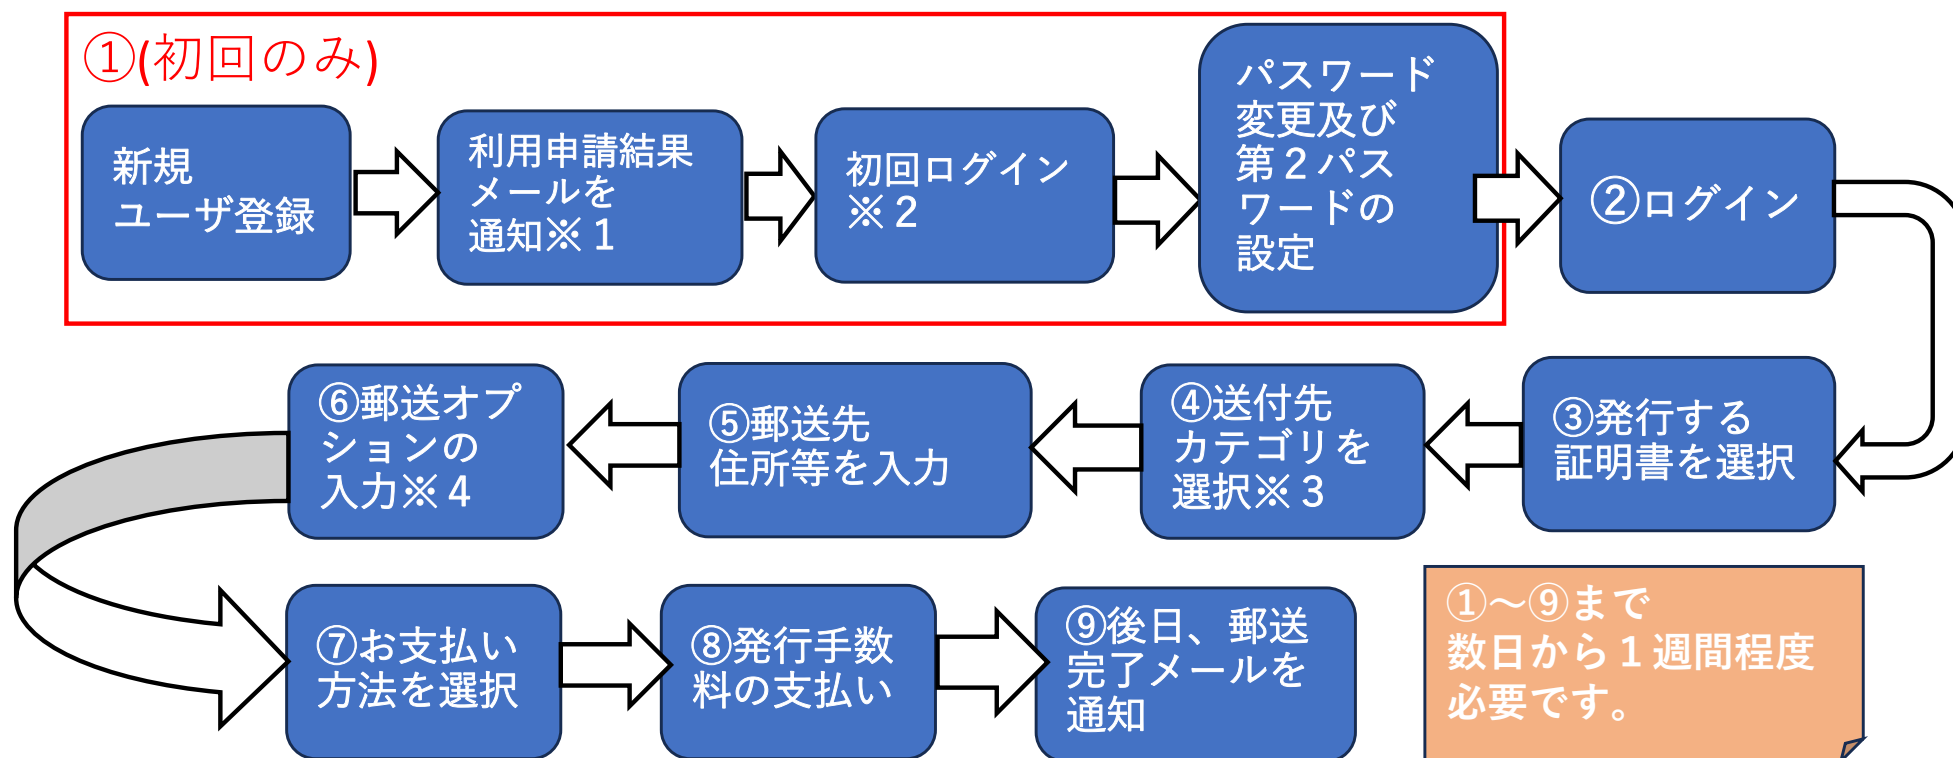 ①(初回のみ)
新規
ユーザ登録
利用申請結果
メールを
通知※1
初回ログイン
※2
パスワード
変更及び
第2パス
ワードの
設定
②ログイン
③発行する
証明書を選択
④送付先
カテゴリを
選択※3
⑤郵送先
住所等を入力
⑥郵送オプ
ションの
入力※4
⑦お支払い
方法を選択
⑧発行手数
料の支払い
⑨後日、郵送
完了メールを
通知
①～⑨まで
数日から1週間程度
必要です。